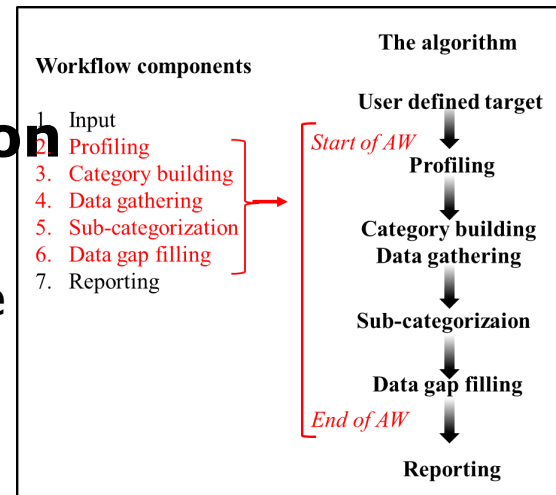 Workflow components
1. Input
2. Profiling
3. Category building
4. Data gathering
5. Sub-categorization
6. Data gap filling
7. Reporting
on
e
The algorithm
User defined target
Start of AW
Profiling
Category building
Data gathering
Sub-categorizaion
Data gap filling
End of AW
Reporting